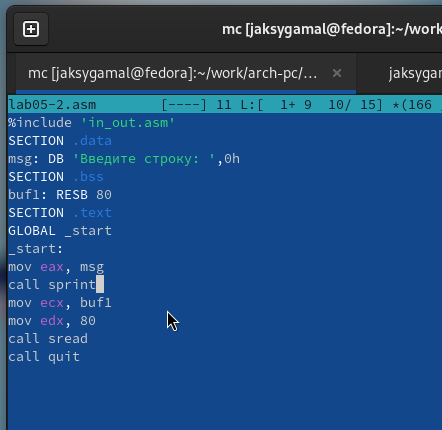 mc [jaksygamal@fedora]:~/work
mc [jaksygamal@fedora]:~/work/arch-pc/… × jaksygar
lab05-2.asm [----] 11 L:[ 1+ 9 10/ 15] *(166
%include 'in_out.asm'
SECTION .data
msg: DB 'Введите строку: ',0h
SECTION .bss
buf1: RESB 80
SECTION .text
GLOBAL _start
_start:
mov eax, msg
call sprint
mov ecx, buf1
mov edx, 80
call sread
call quit